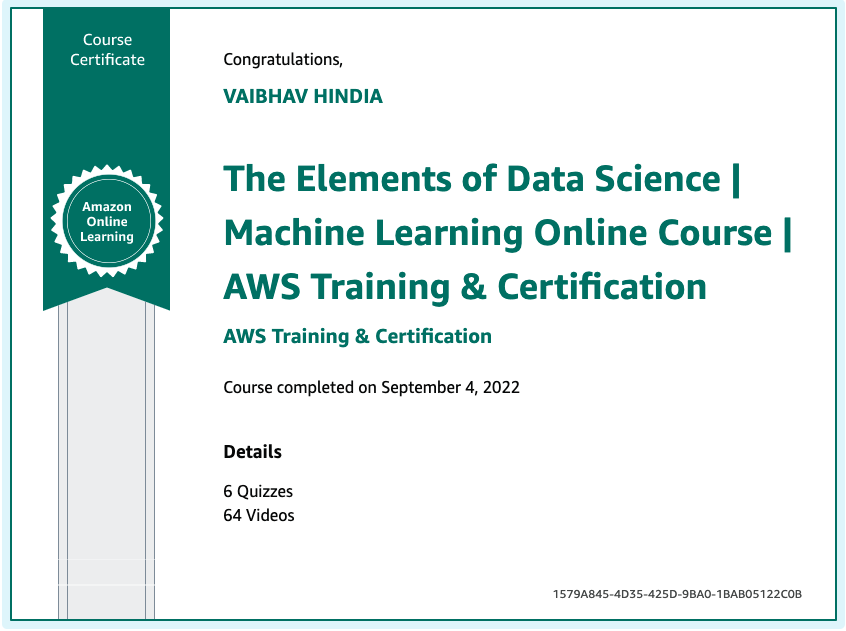 Course
Certificate
Amazon
Online
Learning
Congratulations,
VAIBHAV HINDIA
The Elements of Data Science |
Machine Learning Online Course |
AWS Training & Certification
AWS Training & Certification
Course completed on September 4, 2022
Details
6 Quizzes
64 Videos
1579A845-4D35-425D-9BA0-1BAB05122C0B